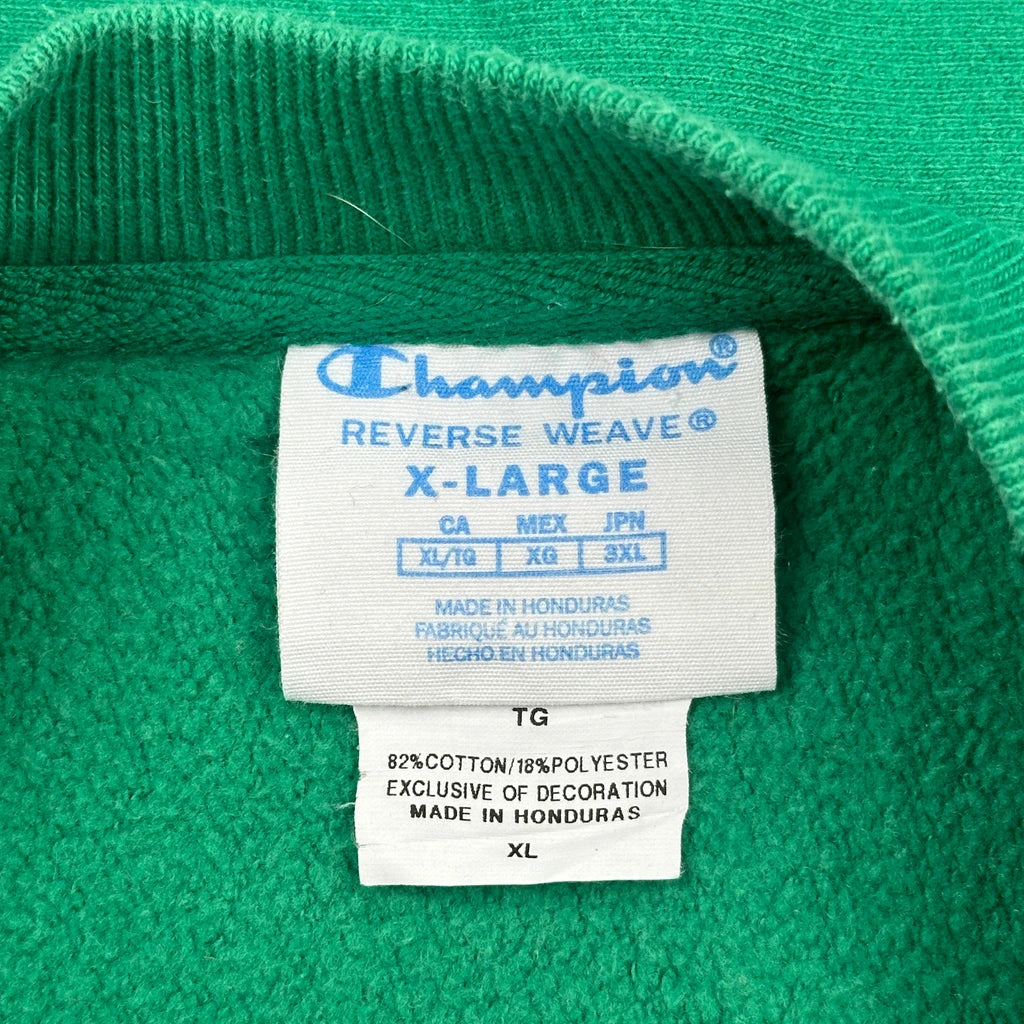 Champion®
REVERSE WEAVE®
X-LARGE
CA MEX JPN
XL/TG XG 3XL
MADE IN HONDURAS
FABRIQUÉ AU HONDURAS
HECHO EN HONDURAS
TG
82%COTTON/18%POLYESTER
EXCLUSIVE OF DECORATION
MADE IN HONDURAS
XL